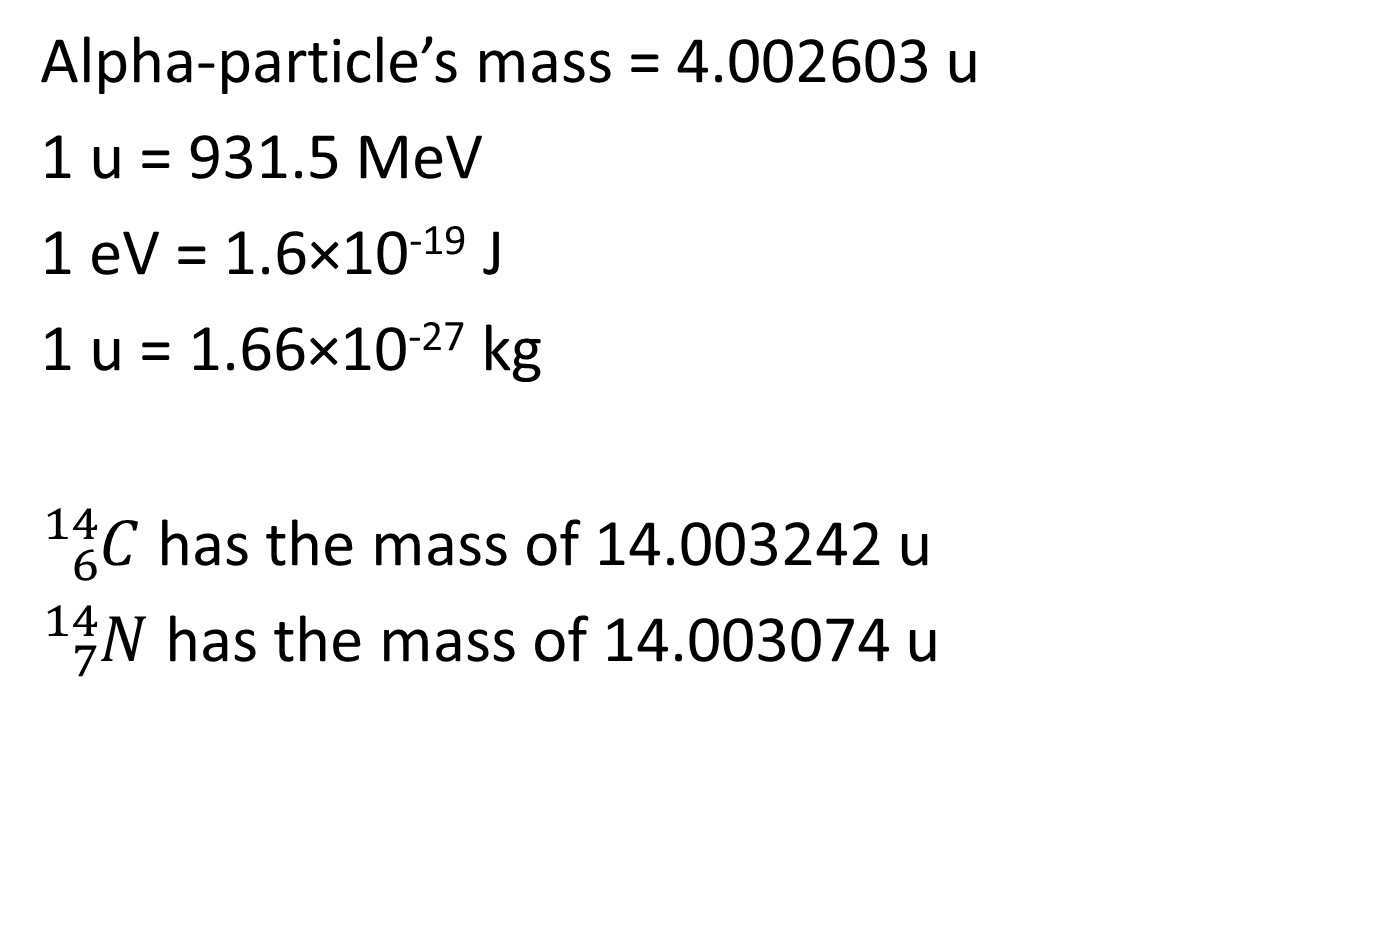 Alpha-particle’s mass = 4.002603 u
1 u = 931.5 MeV
1 eV = 1.6×10⁻¹⁹ J
1 u = 1.66×10⁻²⁷ kg
¹⁴₆C has the mass of 14.003242 u
¹⁴₇N has the mass of 14.003074 u